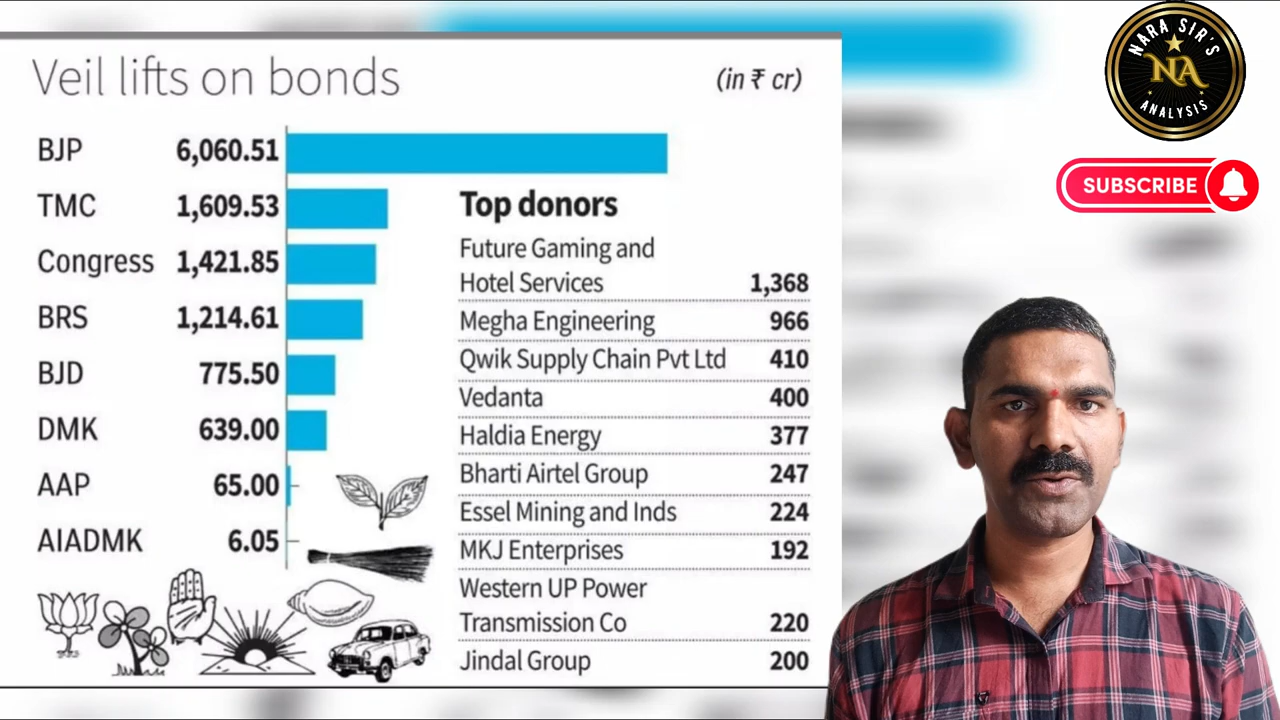 Veil lifts on bonds (in ₹ cr)
BJP 6,060.51
TMC 1,609.53
Congress 1,421.85
BRS 1,214.61
BJD 775.50
DMK 639.00
AAP 65.00
AIADMK 6.05
Top donors
Future Gaming and
Hotel Services 1,368
Megha Engineering 966
Qwik Supply Chain Pvt Ltd 410
Vedanta 400
Haldia Energy 377
Bharti Airtel Group 247
Essel Mining and Inds 224
MKJ Enterprises 192
Western UP Power
Transmission Co 220
Jindal Group 200
NARA SIR'S
NA
ANALYSIS
SUBSCRIBE